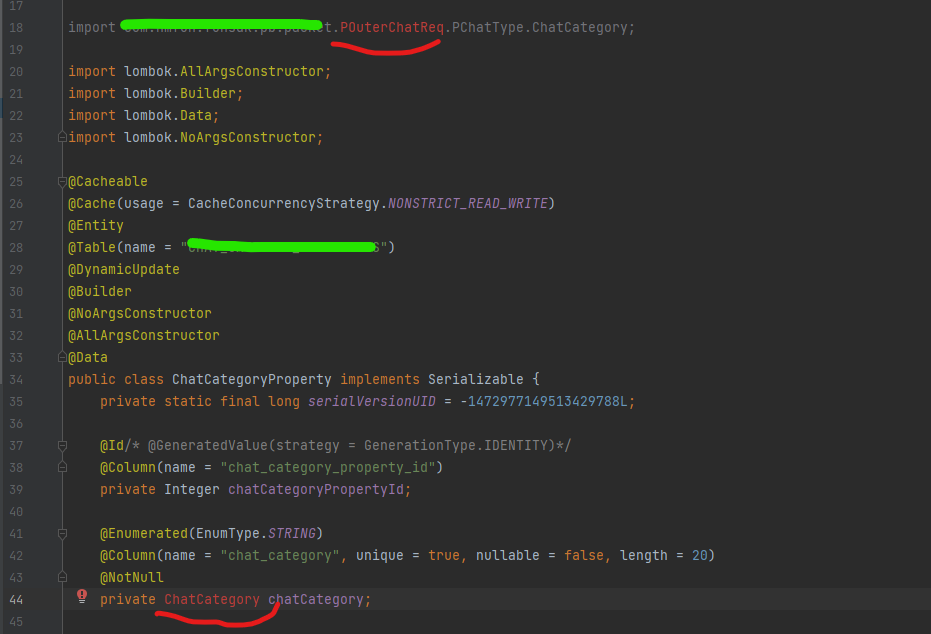 17
18 import .POuterChatReq.PChatType.ChatCategory;
19
20 import lombok.AllArgsConstructor;
21 import lombok.Builder;
22 import lombok.Data;
23 import lombok.NoArgsConstructor;
24
25 @Cacheable
26 @Cache(usage = CacheConcurrencyStrategy.NONSTRICT_READ_WRITE)
27 @Entity
28 @Table(name = "")
29 @DynamicUpdate
30 @Builder
31 @NoArgsConstructor
32 @AllArgsConstructor
33 @Data
34 public class ChatCategoryProperty implements Serializable {
35 private static final long serialVersionUID = -1472977149513429788L;
36
37 @Id/* @GeneratedValue(strategy = GenerationType.IDENTITY)*/
38 @Column(name = "chat_category_property_id")
39 private Integer chatCategoryPropertyId;
40
41 @Enumerated(EnumType.STRING)
42 @Column(name = "chat_category", unique = true, nullable = false, length = 20)
43 @NotNull
44 private ChatCategory chatCategory;
45